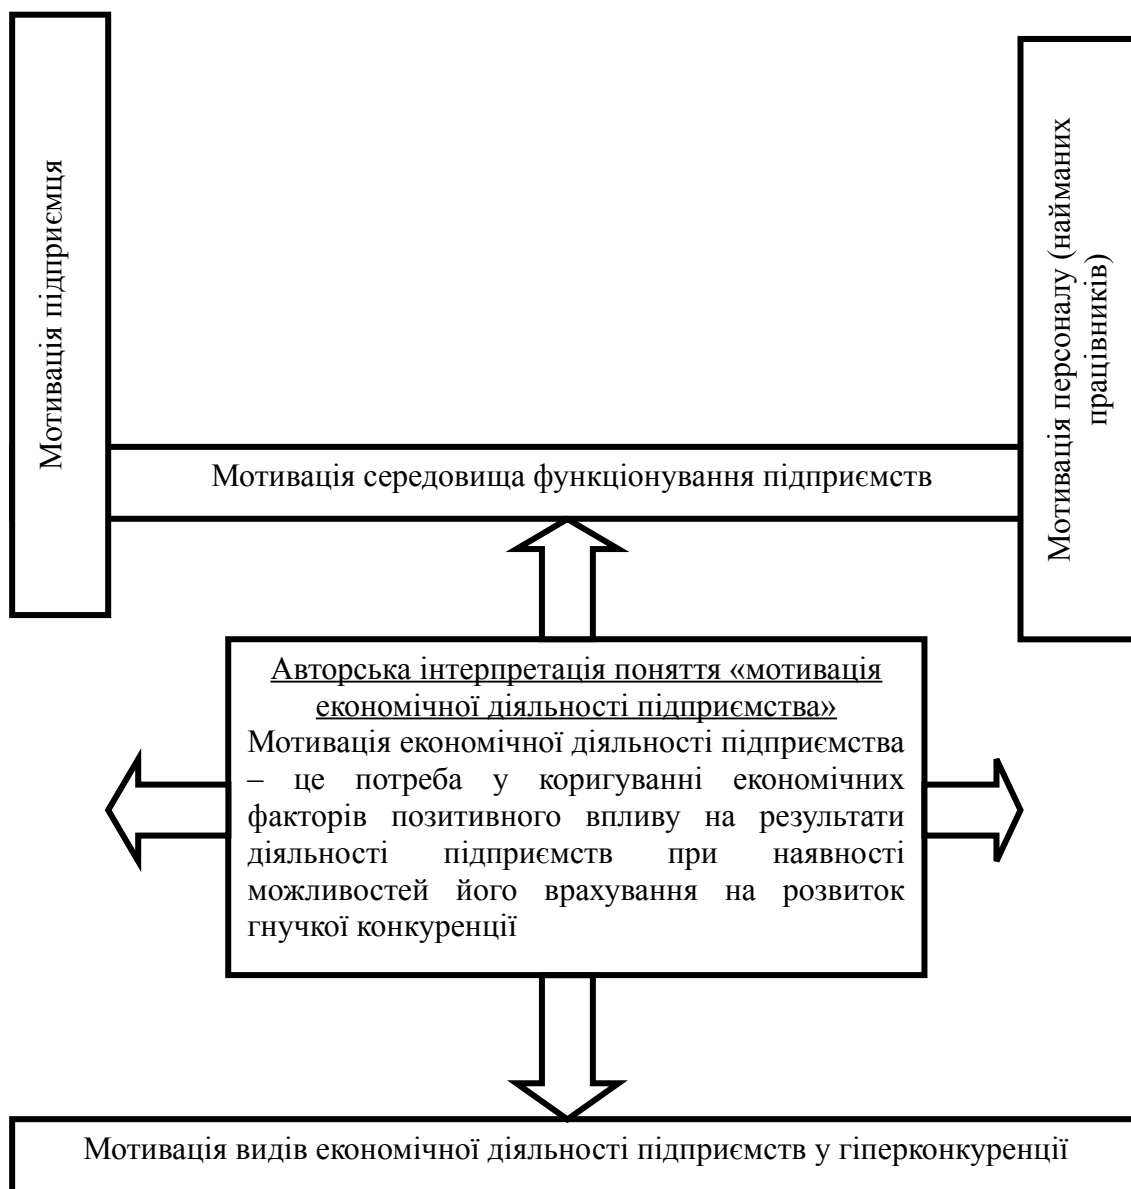 Мотивація підприємця
Мотивація персоналу (найманих
працівників)
Мотивація середовища функціонування підприємств
Авторська інтерпретація поняття «мотивація
економічної діяльності підприємства»
Мотивація економічної діяльності підприємства
– це потреба у коригуванні економічних
факторів позитивного впливу на результати
діяльності підприємств при наявності
можливостей його врахування на розвиток
гнучкої конкуренції
Мотивація видів економічної діяльності підприємств у гіперконкуренції